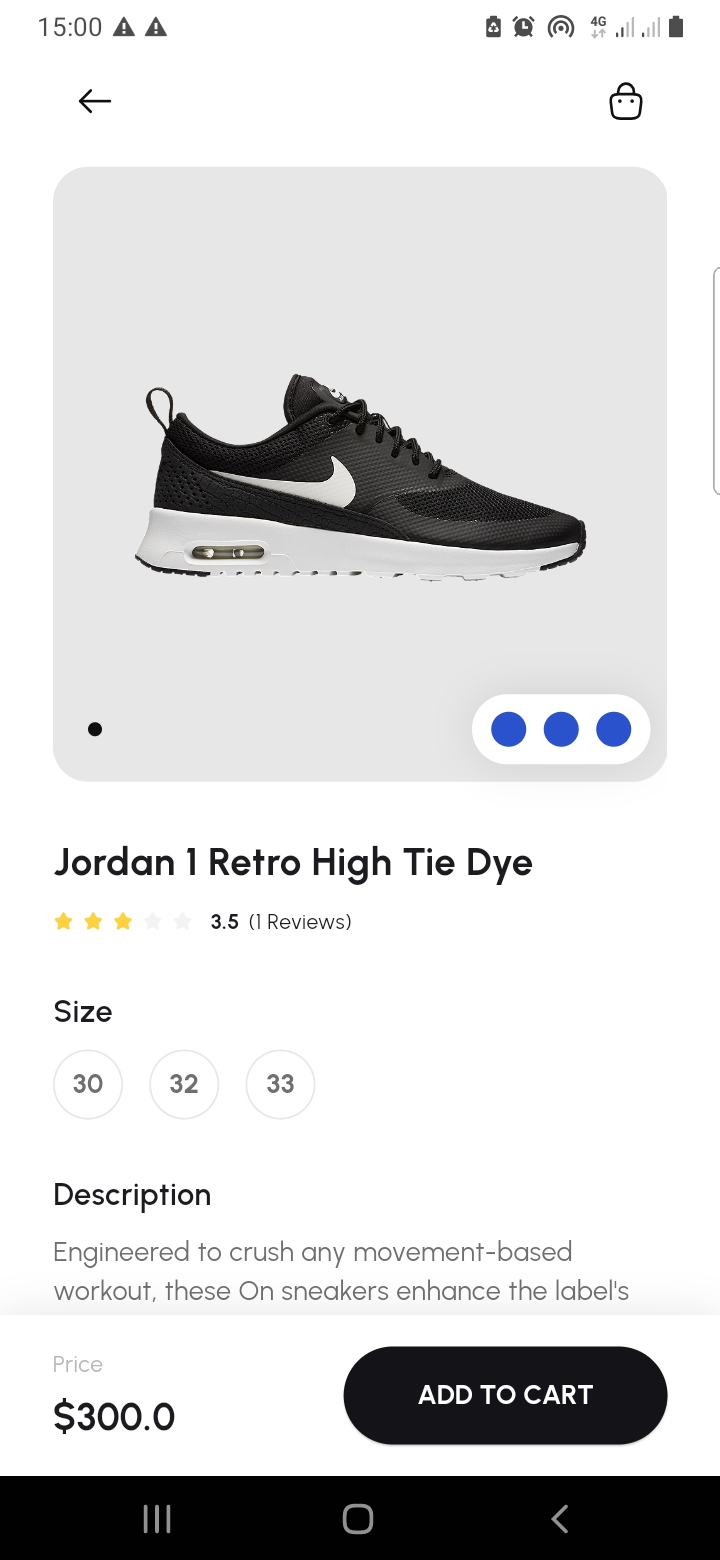 15:00
4G
Jordan 1 Retro High Tie Dye
3.5 (1 Reviews)
Size
30 32 33
Description
Engineered to crush any movement-based
workout, these On sneakers enhance the label's
Price
$300.0
ADD TO CART